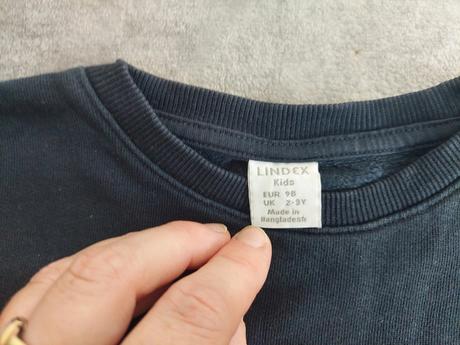 LINDEX
Kids
EUR 98
UK 2-3Y
Made in
Bangladesh